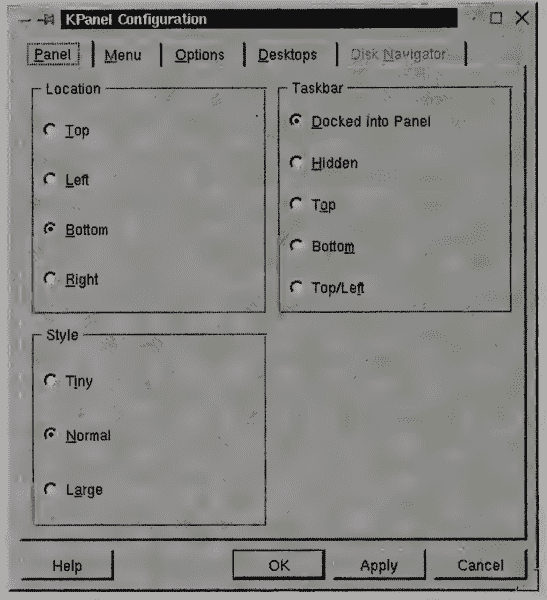 KPanel Configuration
Panel Menu Options Desktops Disk Navigator
Location
Top
Left
Bottom
Right
Taskbar
Docked into Panel
Hidden
Top
Bottom
Top/Left
Style
Tiny
Normal
Large
Help OK Apply Cancel